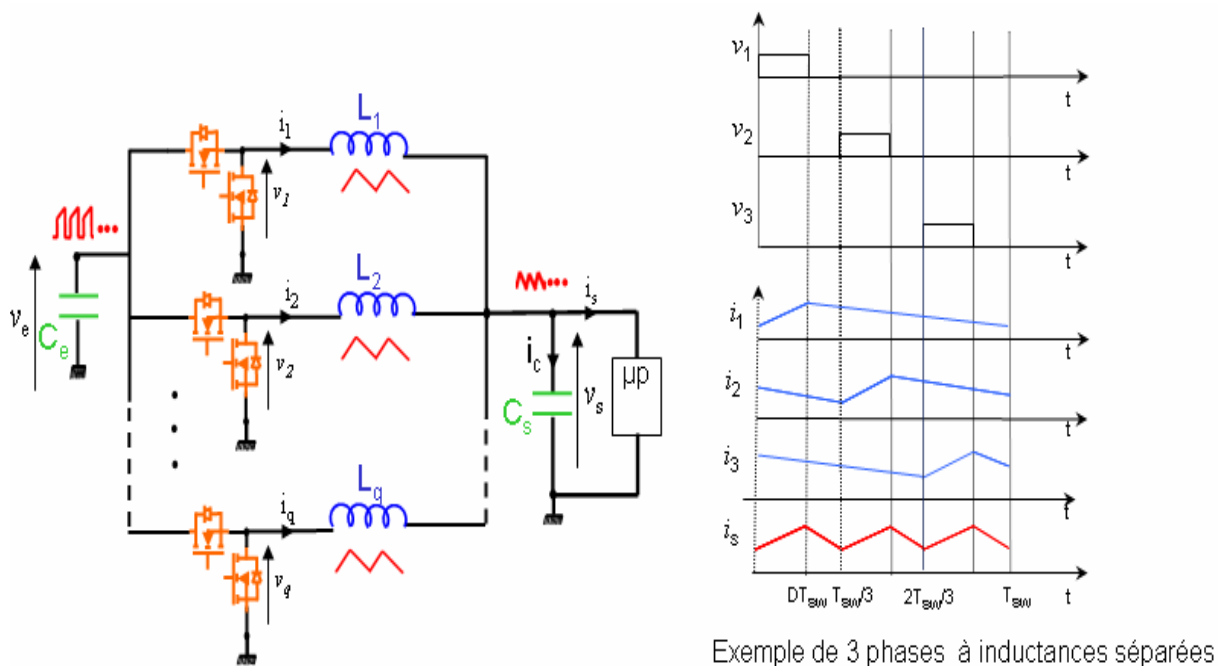 L1
i1
v1
L2
i2
v2
ve
Ce
is
ic
vs
Cs
µp
Lq
iq
vq
v1
t
v2
t
v3
t
i1
t
i2
t
i3
t
is
DTsw Tsw/3 2Tsw/3 Tsw t
Exemple de 3 phases à inductances séparées